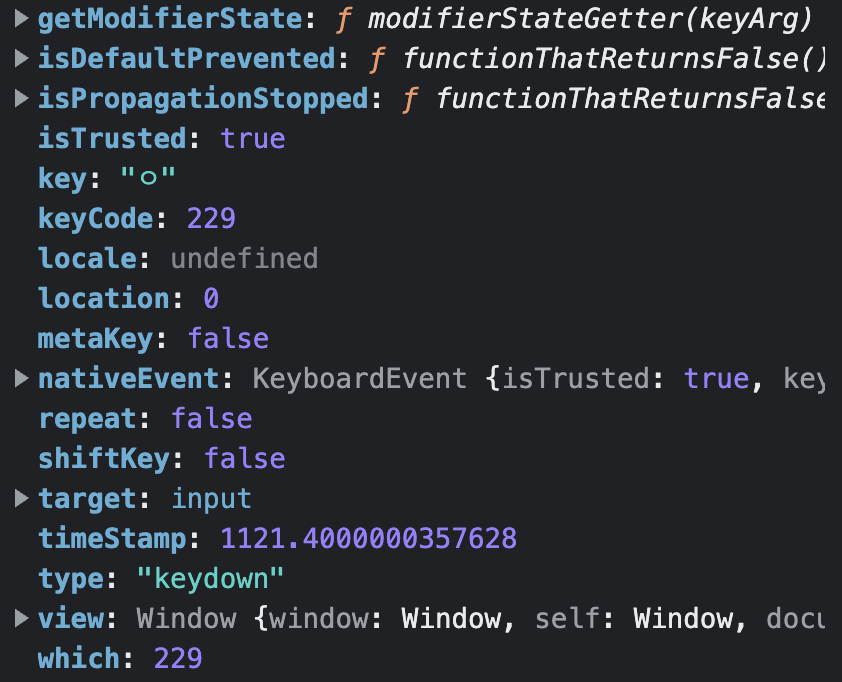 ▶ getModifierState: ƒ modifierStateGetter(keyArg)
▶ isDefaultPrevented: ƒ functionThatReturnsFalse()
▶ isPropagationStopped: ƒ functionThatReturnsFalse
isTrusted: true
key: "ㅇ"
keyCode: 229
locale: undefined
location: 0
metaKey: false
▶ nativeEvent: KeyboardEvent {isTrusted: true, key
repeat: false
shiftKey: false
▶ target: input
timeStamp: 1121.4000000357628
type: "keydown"
▶ view: Window {window: Window, self: Window, docu
which: 229